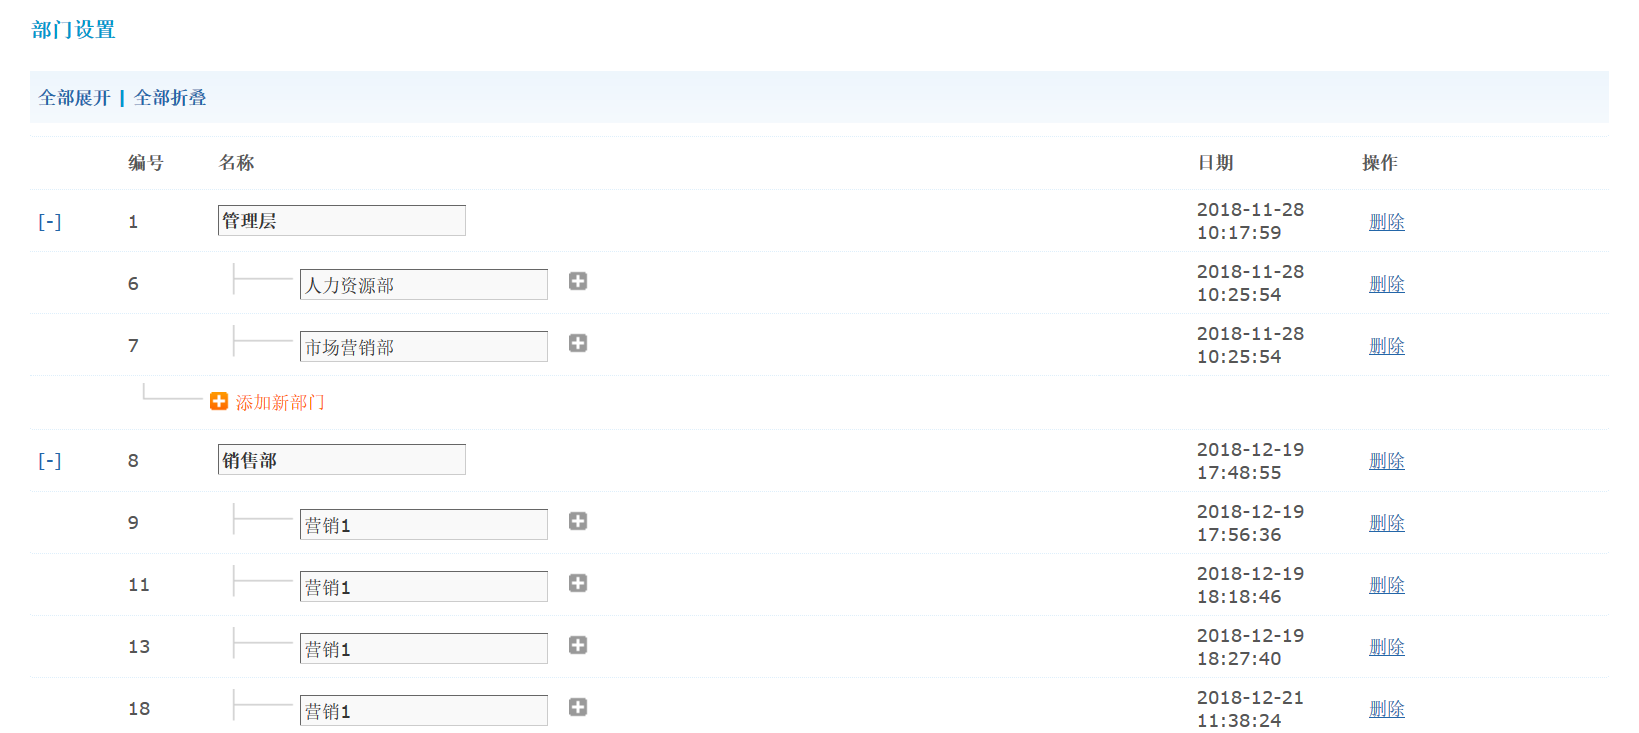 部门设置
全部展开 | 全部折叠
编号 名称 日期 操作
[-] 1 管理层 2018-11-28 10:17:59 删除
6 人力资源部 2018-11-28 10:25:54 删除
7 市场营销部 2018-11-28 10:25:54 删除
添加新部门
[-] 8 销售部 2018-12-19 17:48:55 删除
9 营销1 2018-12-19 17:56:36 删除
11 营销1 2018-12-19 18:18:46 删除
13 营销1 2018-12-19 18:27:40 删除
18 营销1 2018-12-21 11:38:24 删除